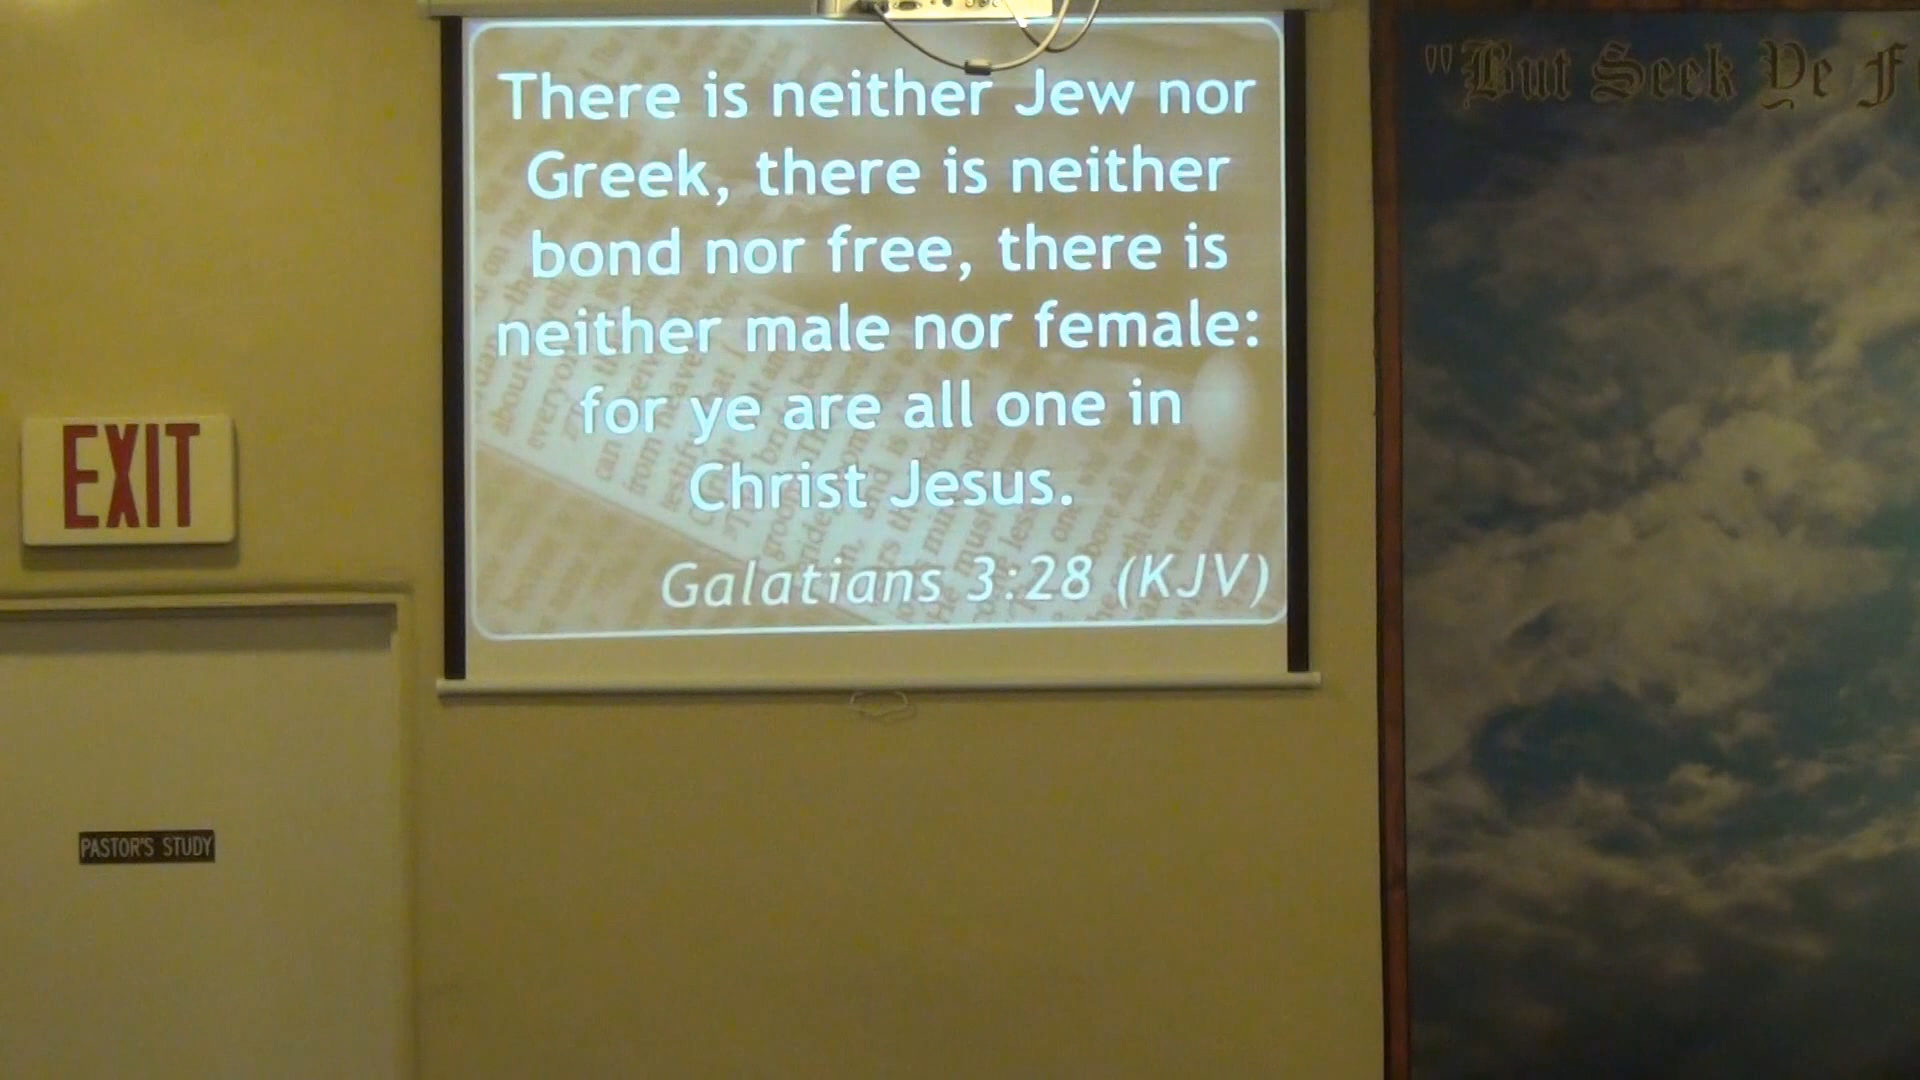 There is neither Jew nor
Greek, there is neither
bond nor free, there is
neither male nor female:
for ye are all one in
Christ Jesus.
Galatians 3:28 (KJV)
EXIT
PASTOR'S STUDY
"But Seek Ye F